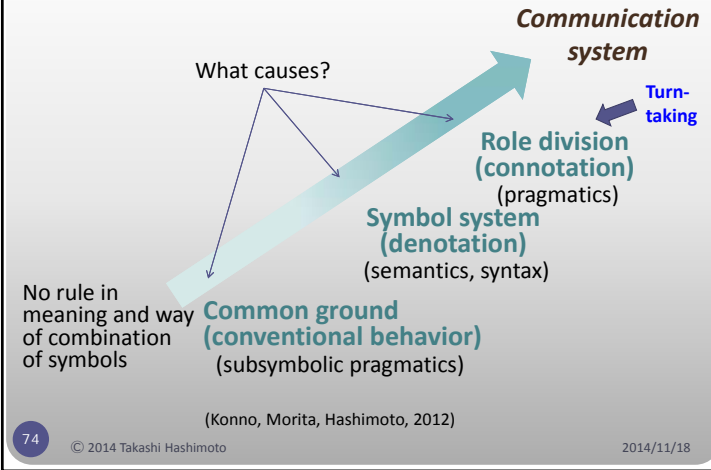 Communication
system
What causes?
Turn-
taking
Role division
(connotation)
(pragmatics)
Symbol system
(denotation)
(semantics, syntax)
No rule in
meaning and way
of combination
of symbols
Common ground
(conventional behavior)
(subsymbolic pragmatics)
(Konno, Morita, Hashimoto, 2012)
74
© 2014 Takashi Hashimoto
2014/11/18